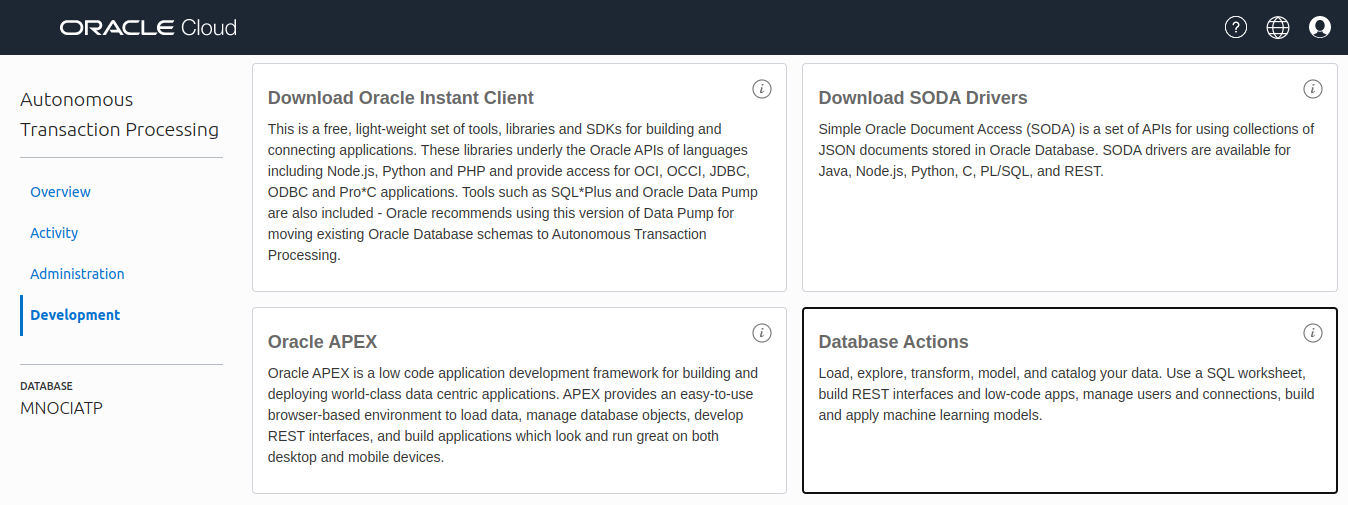 ORACLE Cloud
Autonomous
Transaction Processing
Overview
Activity
Administration
Development
DATABASE
MNOCIATP
Download Oracle Instant Client
This is a free, light-weight set of tools, libraries and SDKs for building and
connecting applications. These libraries underly the Oracle APIs of languages
including Node.js, Python and PHP and provide access for OCI, OCCI, JDBC,
ODBC and Pro*C applications. Tools such as SQL*Plus and Oracle Data Pump
are also included - Oracle recommends using this version of Data Pump for
moving existing Oracle Database schemas to Autonomous Transaction
Processing.
Download SODA Drivers
Simple Oracle Document Access (SODA) is a set of APIs for using collections of
JSON documents stored in Oracle Database. SODA drivers are available for
Java, Node.js, Python, C, PL/SQL, and REST.
Oracle APEX
Oracle APEX is a low code application development framework for building and
deploying world-class data centric applications. APEX provides an easy-to-use
browser-based environment to load data, manage database objects, develop
REST interfaces, and build applications which look and run great on both
desktop and mobile devices.
Database Actions
Load, explore, transform, model, and catalog your data. Use a SQL worksheet,
build REST interfaces and low-code apps, manage users and connections, build
and apply machine learning models.